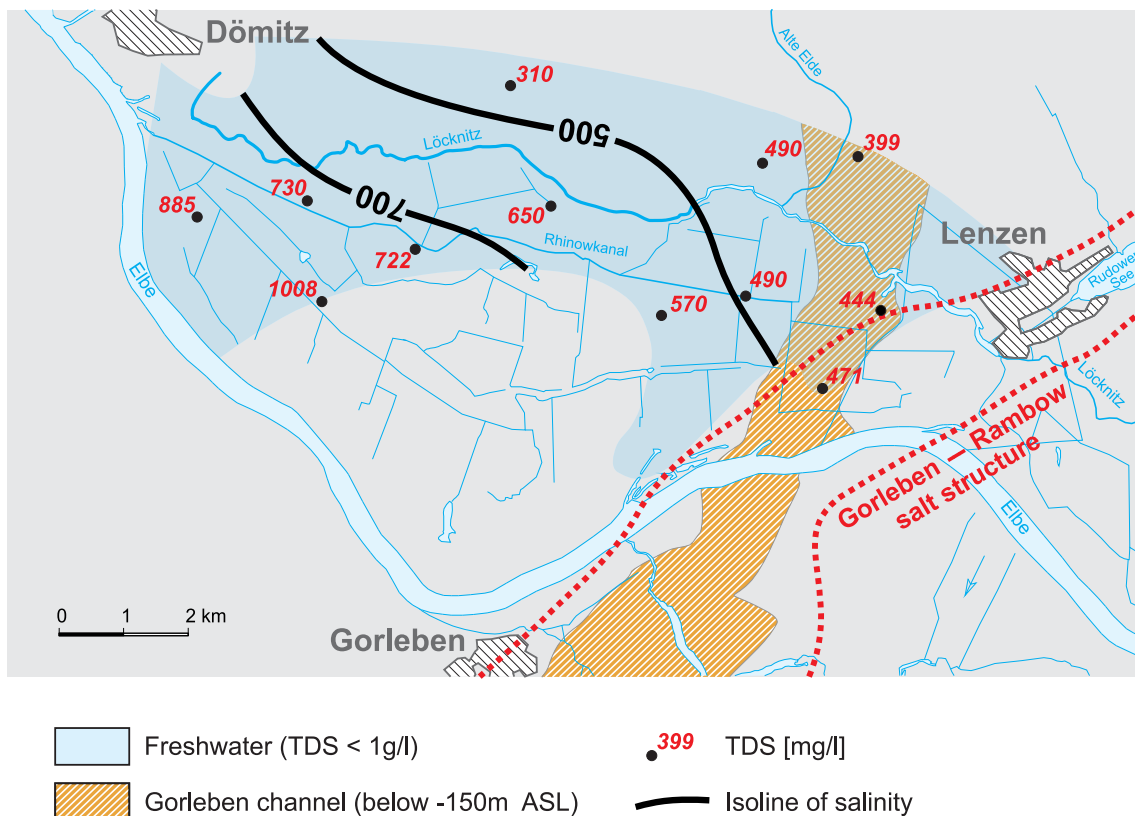 Dömitz
310
Alte Elde
500
Löcknitz
490
399
730
885
700
650
Lenzen
722
Rhinowkanal
Rudower
See
Elbe
1008
490
570
444
471
Löcknitz
Gorleben — Rambow
salt structure
Elbe
0 1 2 km
Gorleben
Freshwater (TDS < 1g/l)
399 TDS [mg/l]
Gorleben channel (below -150m ASL)
Isoline of salinity